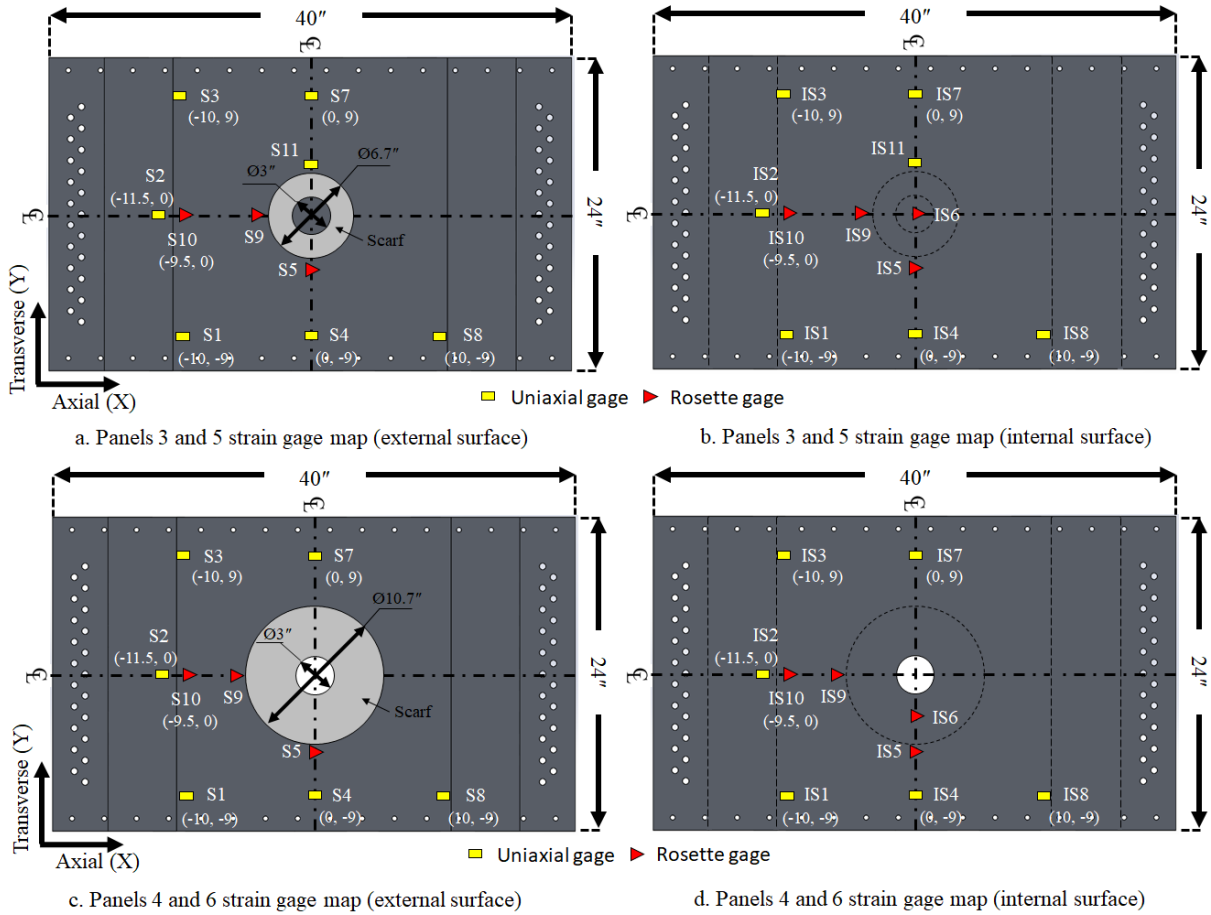 40″
℄
S3
(-10, 9)
S7
(0, 9)
S11
Ø6.7″
Ø3″
S2
(-11.5, 0)
℄
24″
S10
(-9.5, 0)
S9
Scarf
S5
S1
(-10, -9)
S4
(0, -9)
S8
(10, -9)
Transverse (Y)
Axial (X)
40″
℄
IS3
(-10, 9)
IS7
(0, 9)
IS11
IS2
(-11.5, 0)
℄
24″
IS6
IS10
(-9.5, 0)
IS9
IS5
IS1
(-10, -9)
IS4
(0, -9)
IS8
(10, -9)
Uniaxial gage
Rosette gage
a. Panels 3 and 5 strain gage map (external surface)
b. Panels 3 and 5 strain gage map (internal surface)
40″
℄
S3
(-10, 9)
S7
(0, 9)
Ø10.7″
Ø3″
S2
(-11.5, 0)
℄
24″
S10
(-9.5, 0)
S9
Scarf
S5
S1
(-10, -9)
S4
(0, -9)
S8
(10, -9)
Transverse (Y)
Axial (X)
40″
℄
IS3
(-10, 9)
IS7
(0, 9)
IS2
(-11.5, 0)
℄
24″
IS10
(-9.5, 0)
IS9
IS6
IS5
IS1
(-10, -9)
IS4
(0, -9)
IS8
(10, -9)
Uniaxial gage
Rosette gage
c. Panels 4 and 6 strain gage map (external surface)
d. Panels 4 and 6 strain gage map (internal surface)